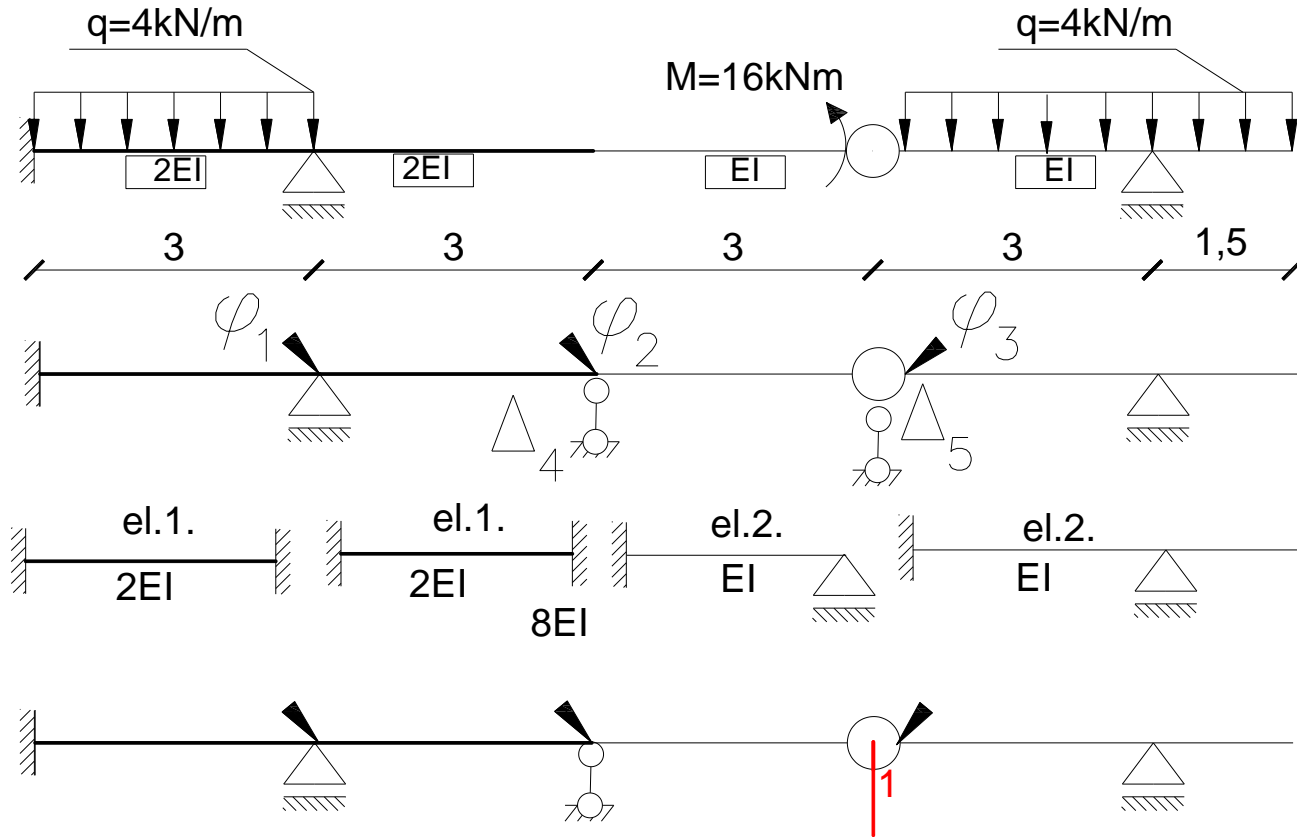 q=4kN/m q=4kN/m
M=16kNm
2EI 2EI EI EI
3 3 3 3 1,5
φ1 φ2 φ3
Δ4 Δ5
el.1. el.1. el.2. el.2.
2EI 2EI EI EI
8EI
1